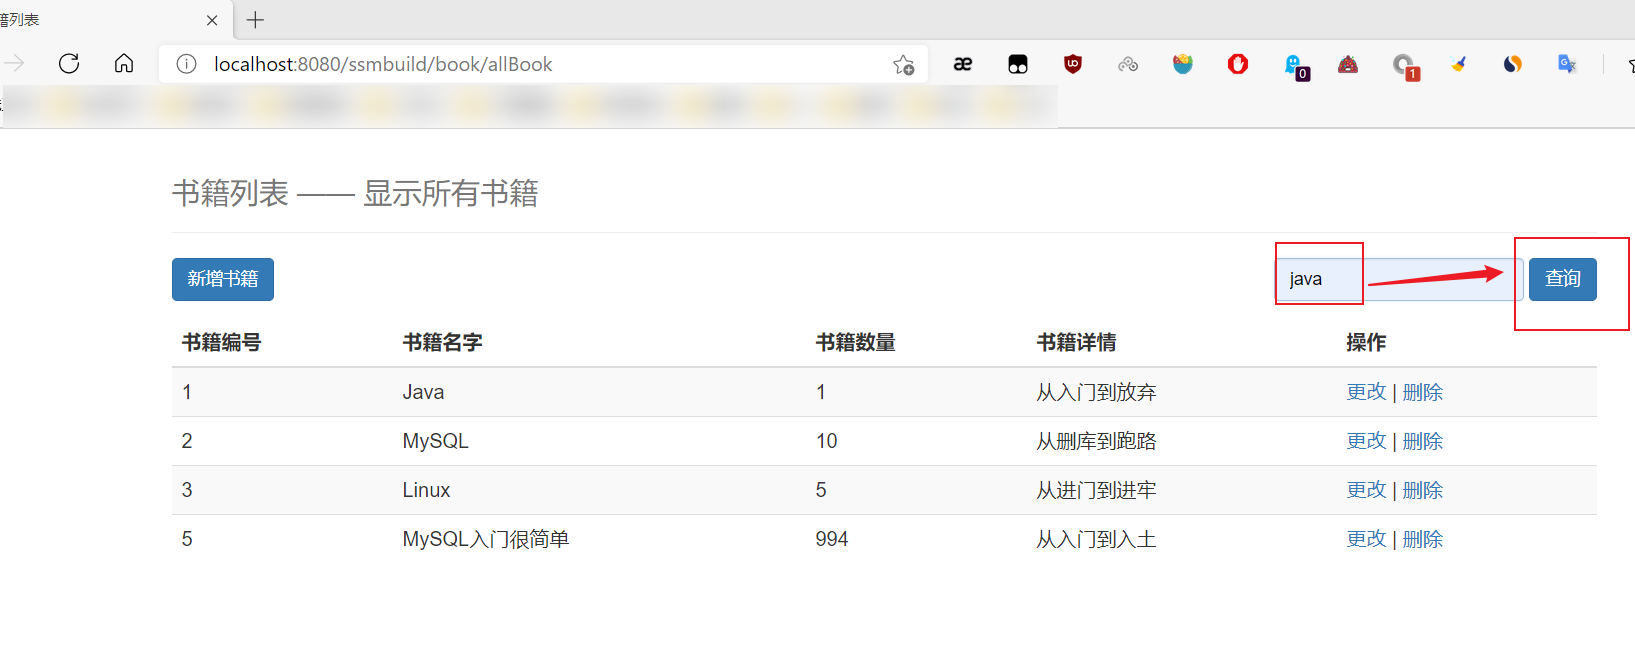 籍列表
localhost:8080/ssmbuild/book/allBook
0
1
书籍列表 —— 显示所有书籍
新增书籍 java 查询
书籍编号 书籍名字 书籍数量 书籍详情 操作
1 Java 1 从入门到放弃 更改 | 删除
2 MySQL 10 从删库到跑路 更改 | 删除
3 Linux 5 从进门到进牢 更改 | 删除
5 MySQL入门很简单 994 从入门到入土 更改 | 删除